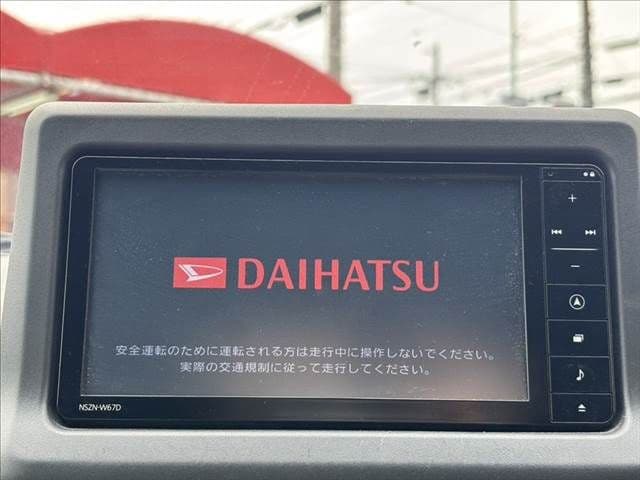 DAIHATSU
安全運転のために運転される方は走行中に操作しないでください。
実際の交通規制に従って走行してください。
NSZN-W67D